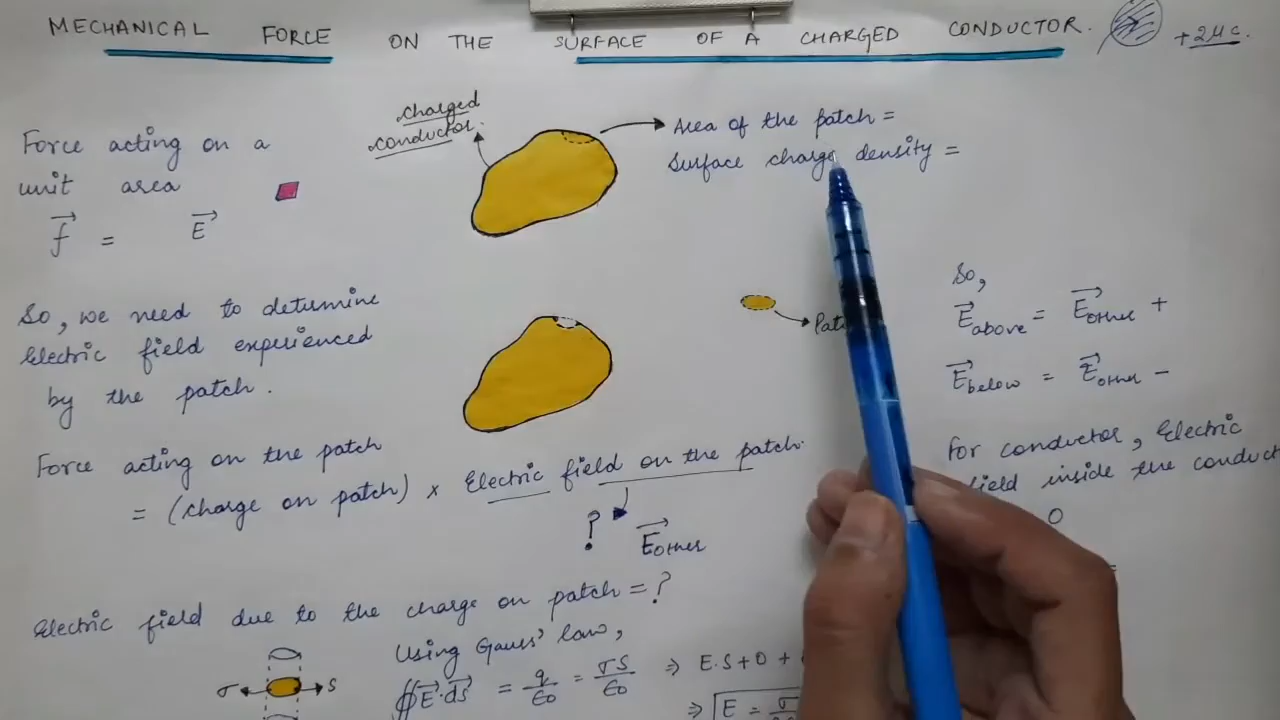 MECHANICAL FORCE ON THE SURFACE OF A CHARGED CONDUCTOR.
+2μc.
Force acting on a
unit area
f = E
charged
conductor.
Area of the patch =
Surface charge density =
So, we need to determine
Electric field experienced
by the patch.
So,
E above = E other +
E below = E other -
Force acting on the patch
= (charge on patch) × Electric field on the patch.
? E other
For conductor, Electric
field inside the
0
Electric field due to the charge on patch = ?
Using Gauss' law,
σ S
∯ E · ds = q/ε0 = σS/ε0 ⇒ E.S + 0 +
⇒ E = σ